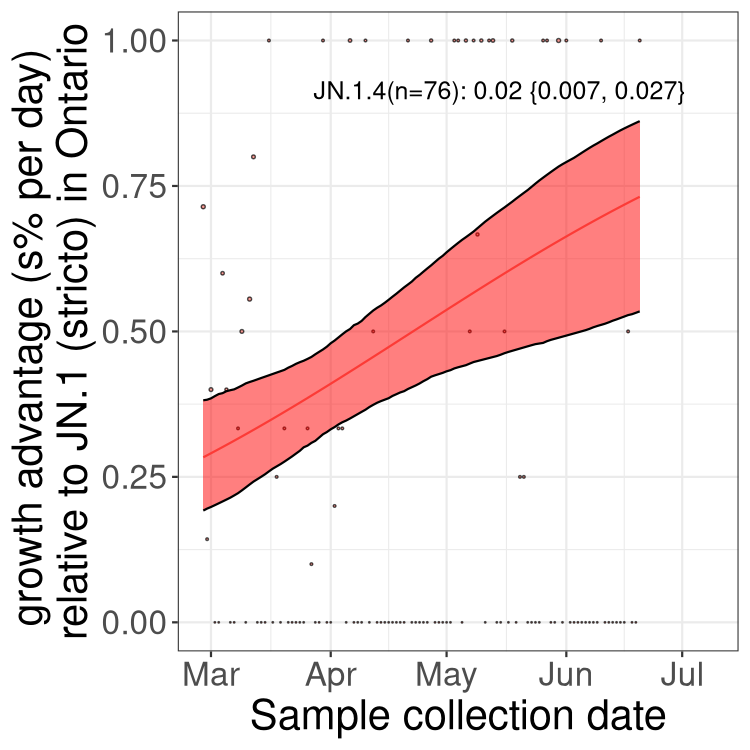 growth advantage (s% per day)
relative to JN.1 (stricto) in Ontario
1.00
0.75
0.50
0.25
0.00
JN.1.4(n=76): 0.02 {0.007, 0.027}
Mar Apr May Jun Jul
Sample collection date